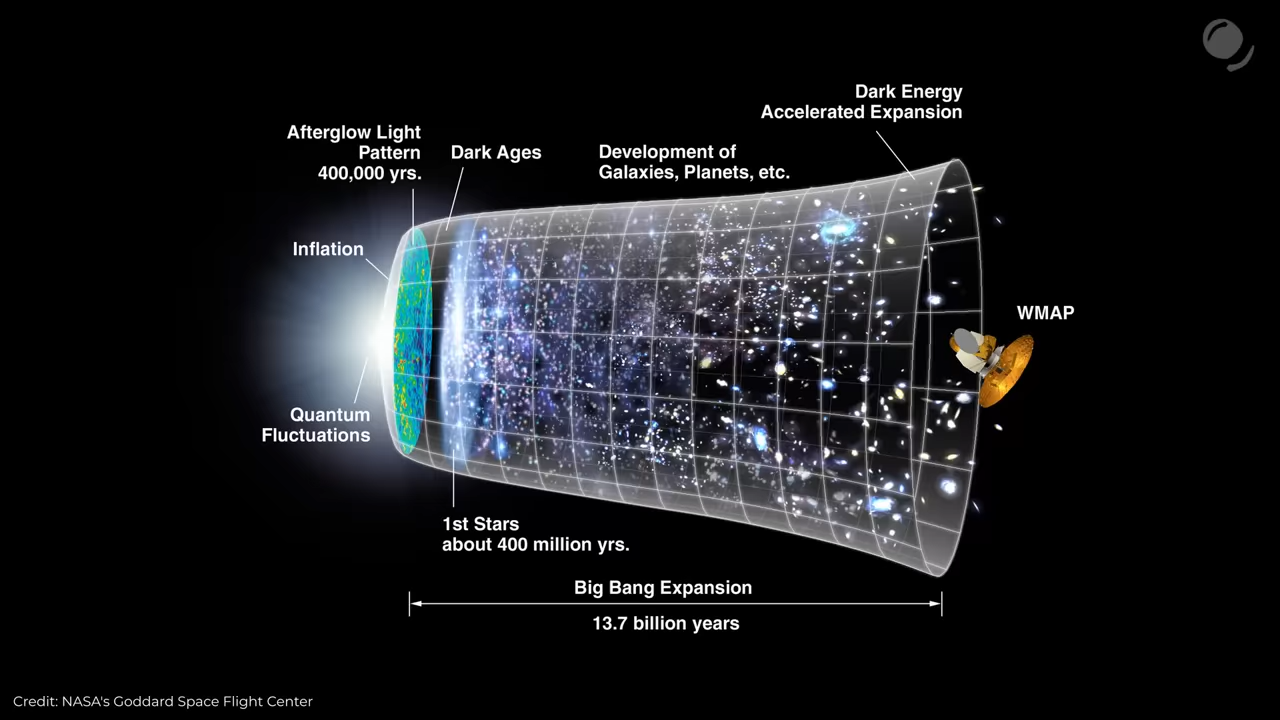 Dark Energy
Accelerated Expansion
Afterglow Light
Pattern
400,000 yrs.
Dark Ages
Development of
Galaxies, Planets, etc.
Inflation
WMAP
Quantum
Fluctuations
1st Stars
about 400 million yrs.
Big Bang Expansion
13.7 billion years
Credit: NASA's Goddard Space Flight Center